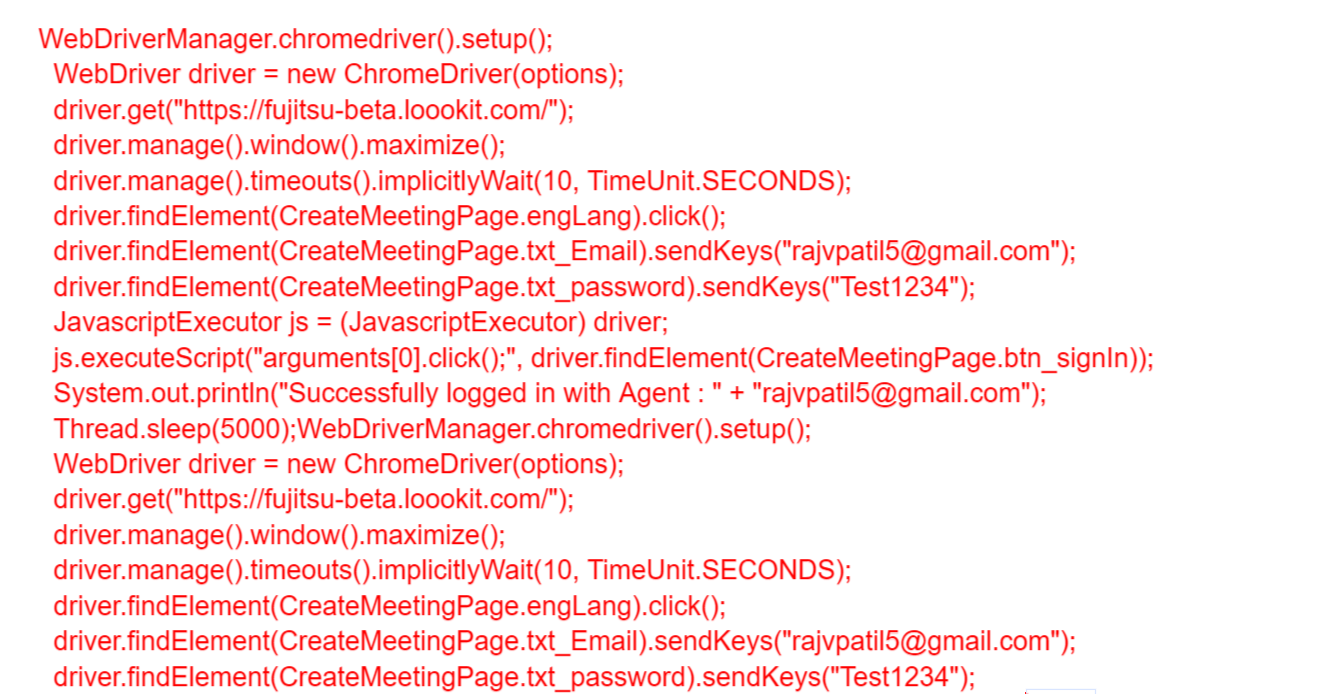 WebDriverManager.chromedriver().setup();
WebDriver driver = new ChromeDriver(options);
driver.get("https://fujitsu-beta.loookit.com/");
driver.manage().window().maximize();
driver.manage().timeouts().implicitlyWait(10, TimeUnit.SECONDS);
driver.findElement(CreateMeetingPage.engLang).click();
driver.findElement(CreateMeetingPage.txt_Email).sendKeys("rajvpatil5@gmail.com");
driver.findElement(CreateMeetingPage.txt_password).sendKeys("Test1234");
JavascriptExecutor js = (JavascriptExecutor) driver;
js.executeScript("arguments[0].click();", driver.findElement(CreateMeetingPage.btn_signIn));
System.out.println("Successfully logged in with Agent : " + "rajvpatil5@gmail.com");
Thread.sleep(5000);WebDriverManager.chromedriver().setup();
WebDriver driver = new ChromeDriver(options);
driver.get("https://fujitsu-beta.loookit.com/");
driver.manage().window().maximize();
driver.manage().timeouts().implicitlyWait(10, TimeUnit.SECONDS);
driver.findElement(CreateMeetingPage.engLang).click();
driver.findElement(CreateMeetingPage.txt_Email).sendKeys("rajvpatil5@gmail.com");
driver.findElement(CreateMeetingPage.txt_password).sendKeys("Test1234");